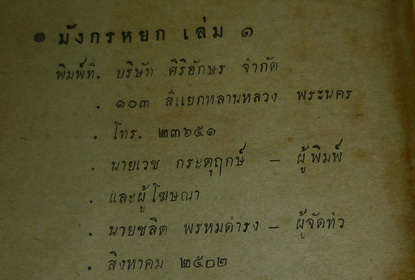 ๏ มังกรหยก เล่ม ๑
พิมพ์ที่. บริษัท ศิริอักษร จำกัด
. ๑๐๓ สี่แยกหลานหลวง พระนคร
. โทร. ๒๓๖๕๑
. นายเวช กระตุฤกษ์ — ผู้พิมพ์
. และผู้โฆษณา
. นายชลิต พรหมดำรง — ผู้จัดทำ
. สิงหาคม ๒๕๐๒